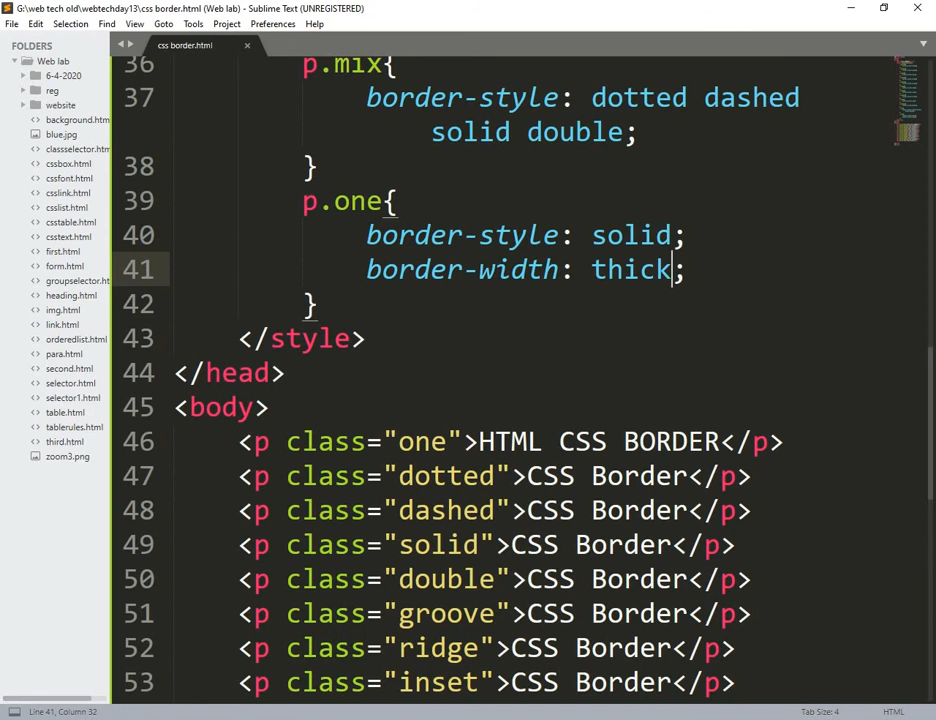 G:\web tech old\webtechday13\css border.html (Web lab) - Sublime Text (UNREGISTERED)
File Edit Selection Find View Goto Tools Project Preferences Help
FOLDERS
Web lab
6-4-2020
reg
website
background.htm
blue.jpg
classselector.htm
cssbox.html
cssfont.html
csslink.html
csslist.html
csstable.html
csstext.html
first.html
form.html
groupselector.ht
heading.html
img.html
link.html
orderedlist.html
para.html
second.html
selector.html
selector1.html
table.html
tablerules.html
third.html
zoom3.png
css border.html
36 p.mix{
37 border-style: dotted dashed
solid double;
38 }
39 p.one{
40 border-style: solid;
41 border-width: thick;
42 }
43 </style>
44 </head>
45 <body>
46 <p class="one">HTML CSS BORDER</p>
47 <p class="dotted">CSS Border</p>
48 <p class="dashed">CSS Border</p>
49 <p class="solid">CSS Border</p>
50 <p class="double">CSS Border</p>
51 <p class="groove">CSS Border</p>
52 <p class="ridge">CSS Border</p>
53 <p class="inset">CSS Border</p>
Line 41, Column 32
Tab Size: 4
HTML